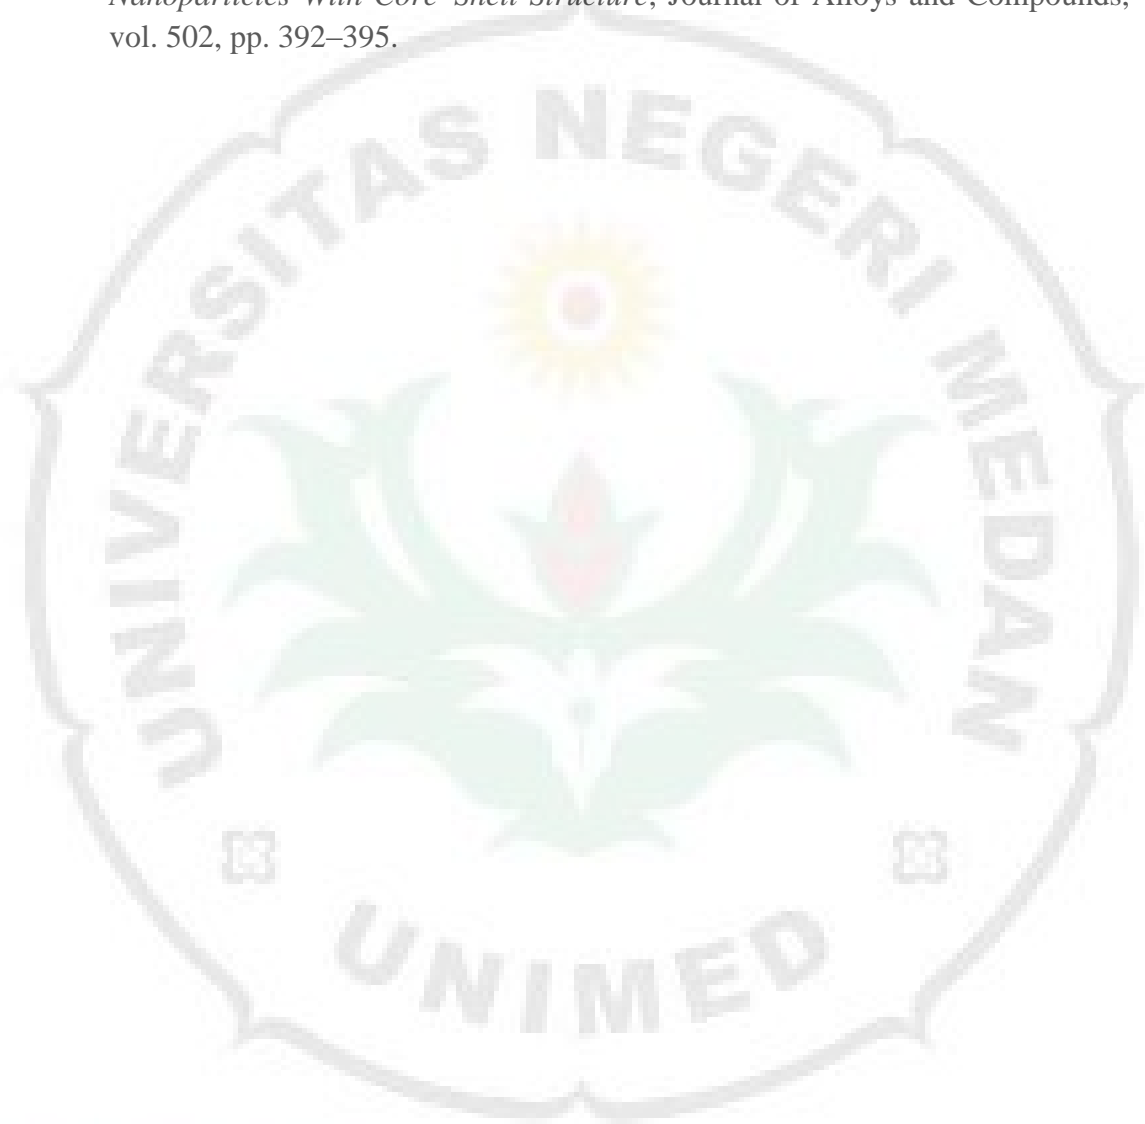 Nanoparticles With Core–Shell Structure, Journal of Alloys and Compounds,
vol. 502, pp. 392–395.
UNIVERSITAS NEGERI MEDAN
UNIMED